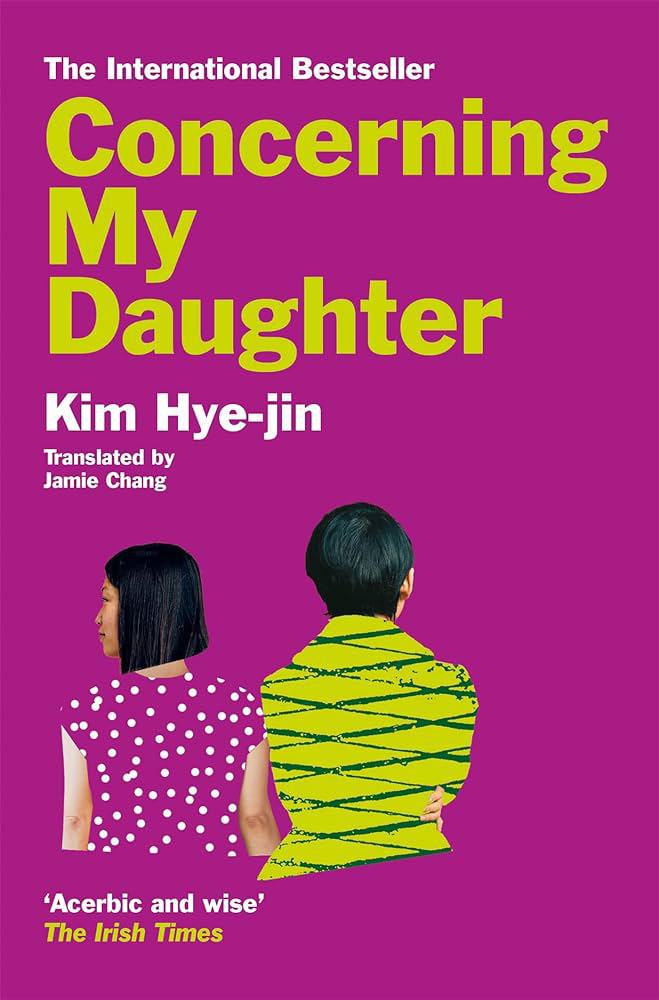 The International Bestseller
Concerning
My
Daughter
Kim Hye-jin
Translated by
Jamie Chang
‘Acerbic and wise’
The Irish Times